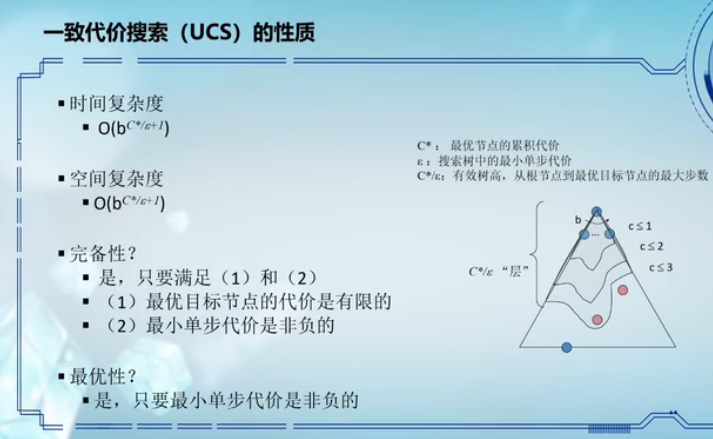 一致代价搜索（UCS）的性质
▪ 时间复杂度
▪ O(b^{C*/ε+1})
▪ 空间复杂度
▪ O(b^{C*/ε+1})
▪ 完备性？
▪ 是，只要满足（1）和（2）
▪ （1）最优目标节点的代价是有限的
▪ （2）最小单步代价是非负的
▪ 最优性？
▪ 是，只要最小单步代价是非负的
C*： 最优节点的累积代价
ε：搜索树中的最小单步代价
C*/ε：有效树高，从根节点到最优目标节点的最大步数
b
...
c ≤ 1
c ≤ 2
c ≤ 3
C*/ε “层”